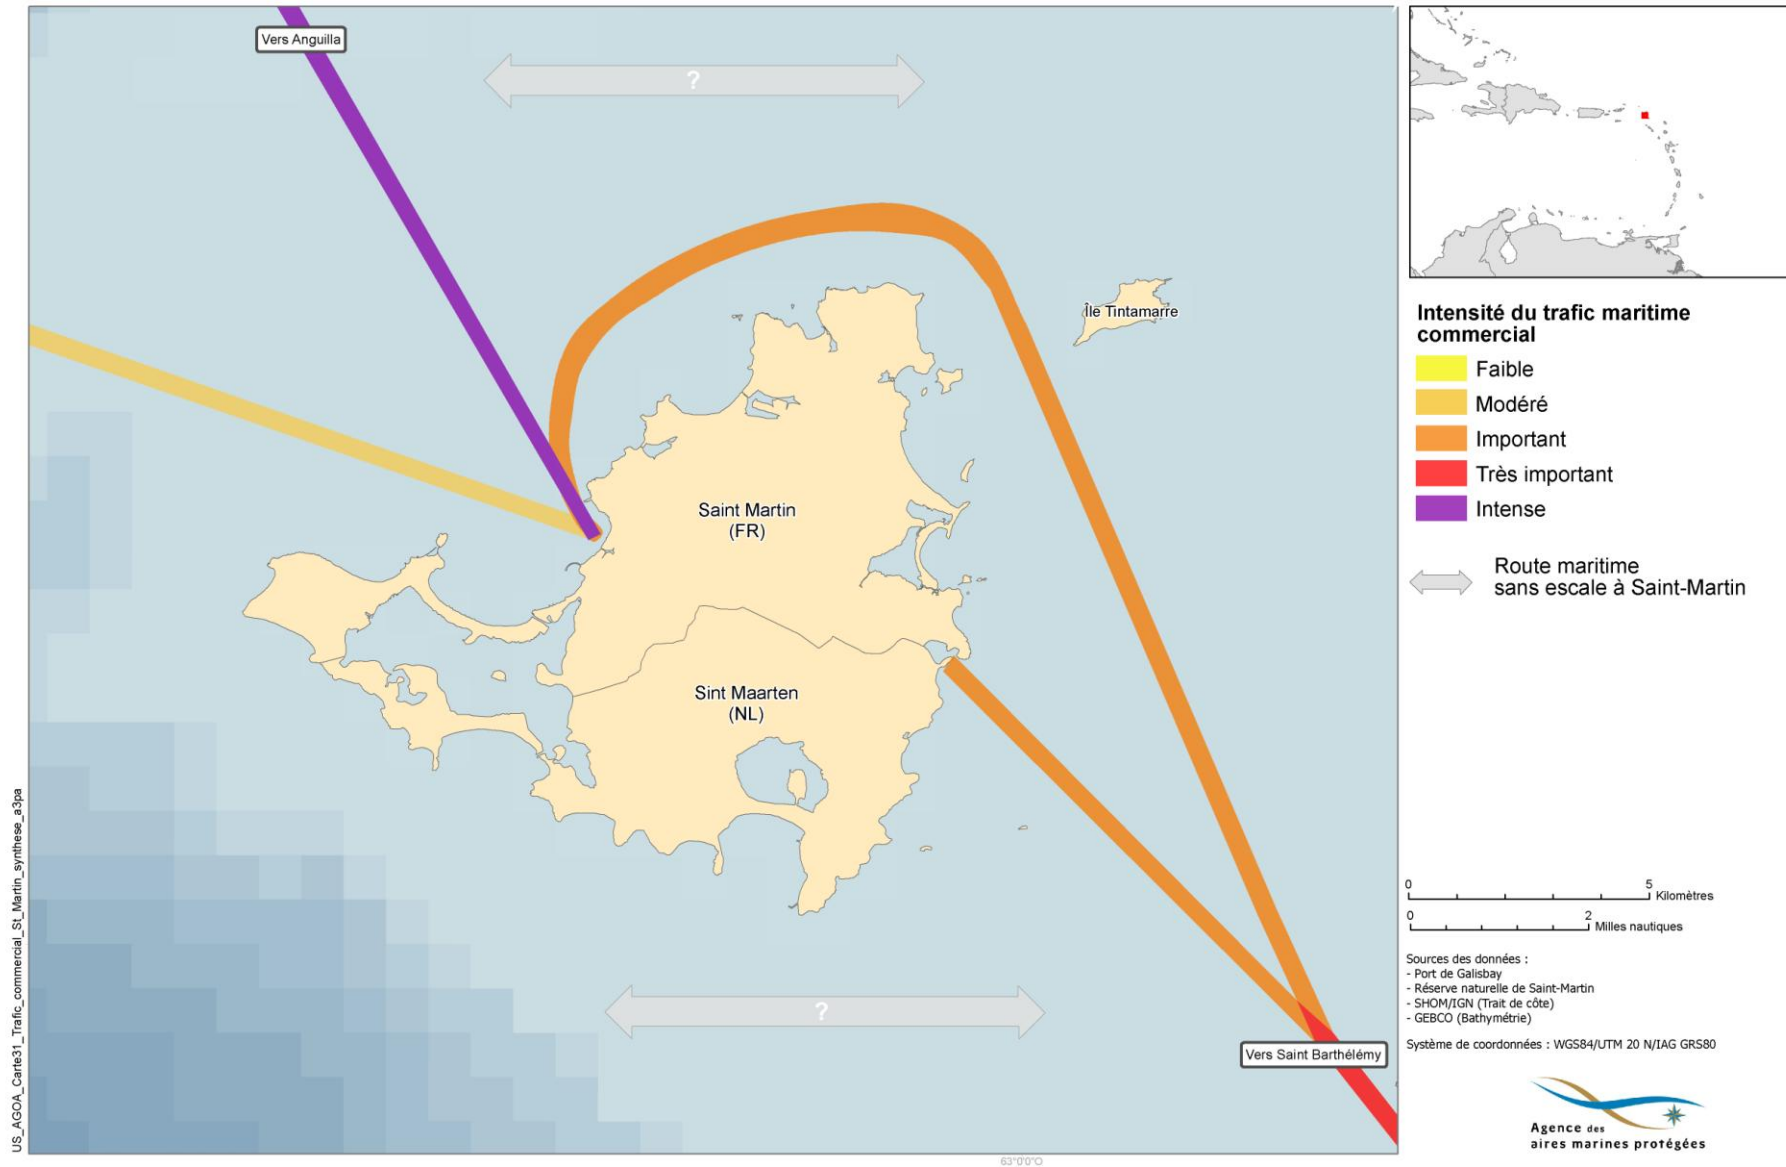 Vers Anguilla
?
Île Tintamarre
Saint Martin
(FR)
Sint Maarten
(NL)
?
Vers Saint Barthélémy
63°0'0"O
US_AGOA_Carte31_Trafic_commercial_St_Martin_synthese_a3pa
Intensité du trafic maritime
commercial
Faible
Modéré
Important
Très important
Intense
Route maritime
sans escale à Saint-Martin
0 5
Kilomètres
0 2
Milles nautiques
Sources des données :
- Port de Galisbay
- Réserve naturelle de Saint-Martin
- SHOM/IGN (Trait de côte)
- GEBCO (Bathymétrie)
Système de coordonnées : WGS84/UTM 20 N/IAG GRS80
Agence des
aires marines protégées